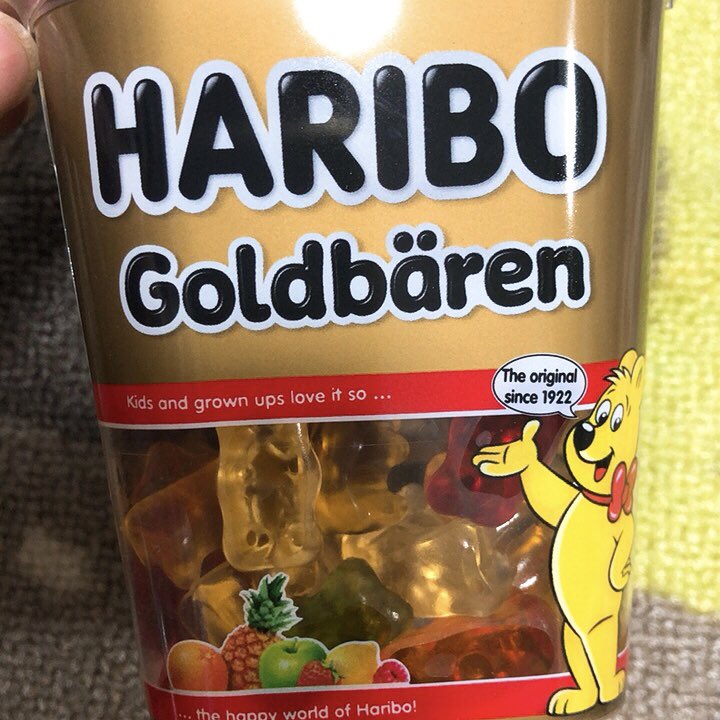 HARIBO
Goldbären
The original
since 1922
Kids and grown ups love it so ...
... the happy world of Haribo!